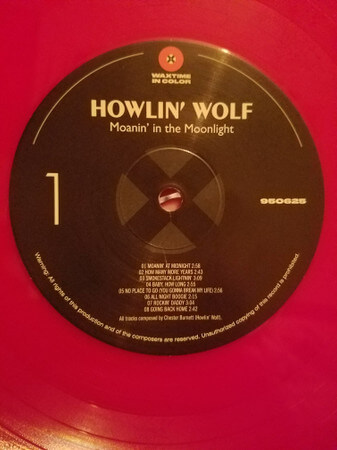 WAXTIME
IN COLOR
HOWLIN' WOLF
Moanin' in the Moonlight
1
950625
01 MOANIN' AT MIDNIGHT 2:58
02 HOW MANY MORE YEARS 2:43
03 SMOKESTACK LIGHTNIN' 3:09
04 BABY, HOW LONG 2:56
05 NO PLACE TO GO (YOU GONNA BREAK MY LIFE) 2:56
06 ALL NIGHT BOOGIE 2:15
07 ROCKIN' DADDY 3:04
08 GOING BACK HOME 2:42
All tracks composed by Chester Burnett (Howlin' Wolf).
Warning: All rights of the production end of the composers are reserved. Unauthorized copying of this record is prohibited.